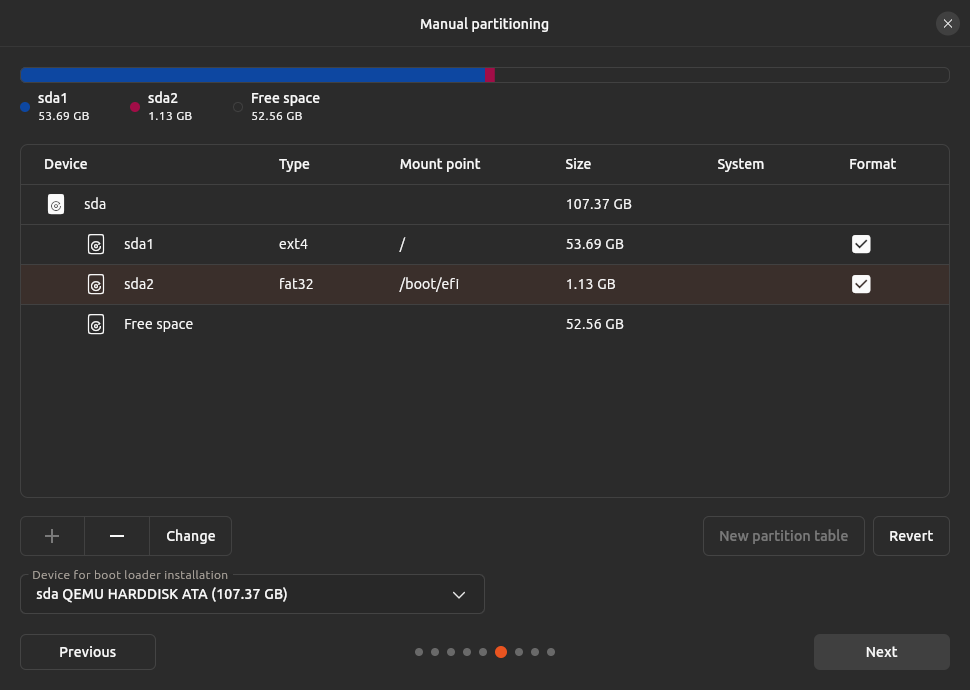 Manual partitioning
sda1
53.69 GB
sda2
1.13 GB
Free space
52.56 GB
Device Type Mount point Size System Format
sda 107.37 GB
sda1 ext4 / 53.69 GB
sda2 fat32 /boot/efi 1.13 GB
Free space 52.56 GB
Change New partition table Revert
Device for boot loader installation
sda QEMU HARDDISK ATA (107.37 GB)
Previous Next